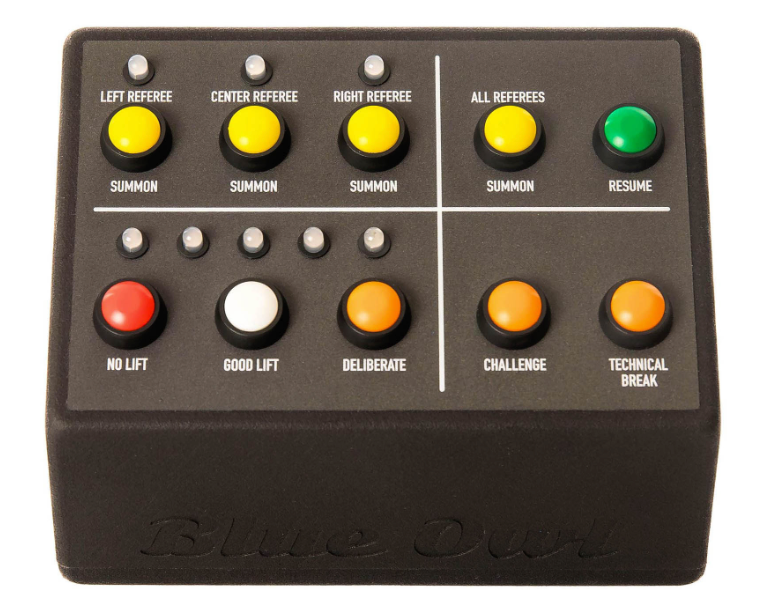 LEFT REFEREE
CENTER REFEREE
RIGHT REFEREE
SUMMON
SUMMON
SUMMON
ALL REFEREES
SUMMON
RESUME
NO LIFT
GOOD LIFT
DELIBERATE
CHALLENGE
TECHNICAL
BREAK
Blue Owl